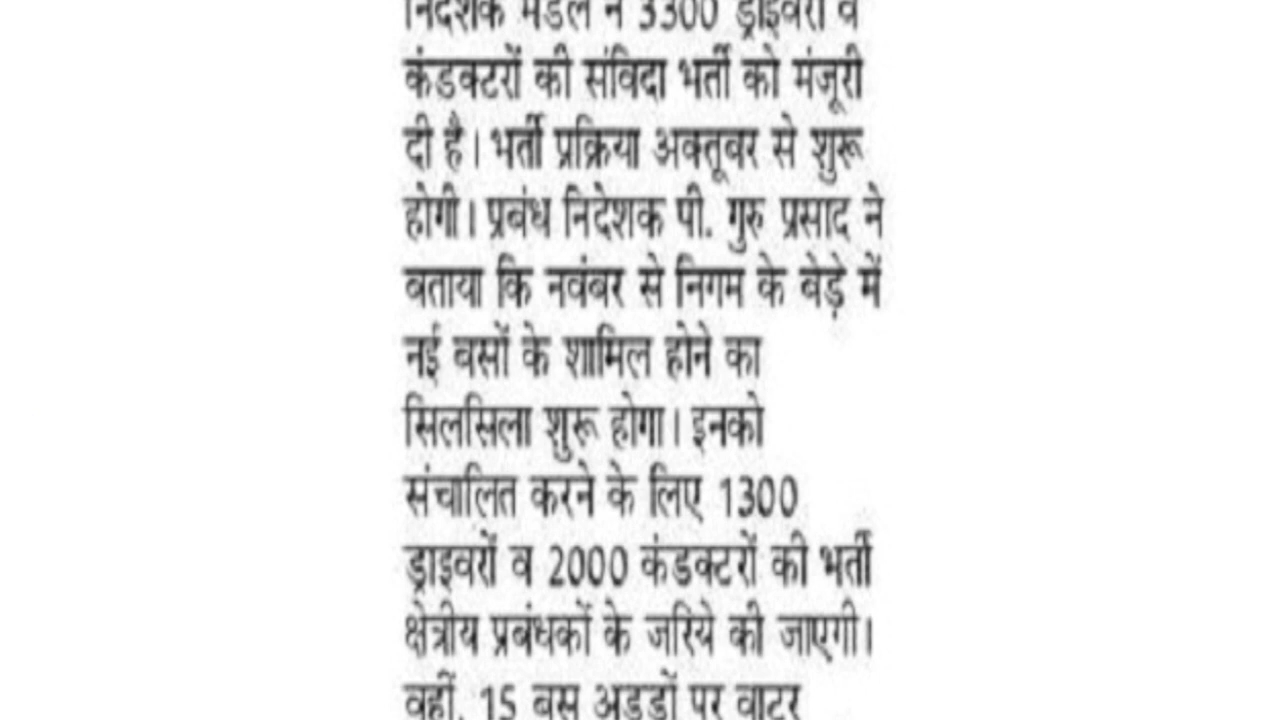 निदेशक मंडल ने 3300 ड्राइवरों व
कंडक्टरों की संविदा भर्ती को मंजूरी
दी है। भर्ती प्रक्रिया अक्तूबर से शुरू
होगी। प्रबंध निदेशक पी. गुरु प्रसाद ने
बताया कि नवंबर से निगम के बेड़े में
नई बसों के शामिल होने का
सिलसिला शुरू होगा। इनको
संचालित करने के लिए 1300
ड्राइवरों व 2000 कंडक्टरों की भर्ती
क्षेत्रीय प्रबंधकों के जरिये की जाएगी।
वहीं, 15 बस अड्डों पर वाटर